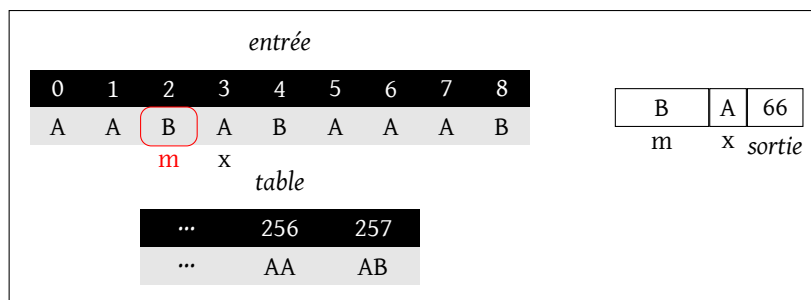 entrée
0 1 2 3 4 5 6 7 8
A A B A B A A A B
m x
B A 66
m x sortie
table
... 256 257
... AA AB